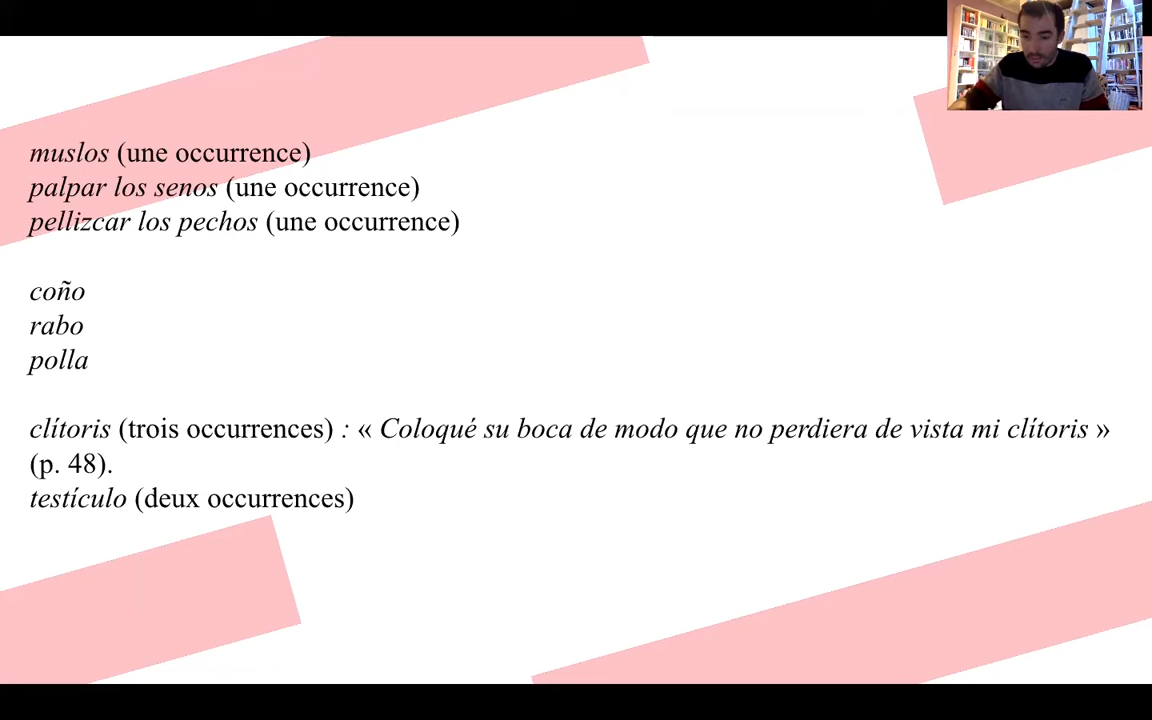 muslos (une occurrence)
palpar los senos (une occurrence)
pellizcar los pechos (une occurrence)
coño
rabo
polla
clítoris (trois occurrences) : « Coloqué su boca de modo que no perdiera de vista mi clítoris »
(p. 48).
testículo (deux occurrences)